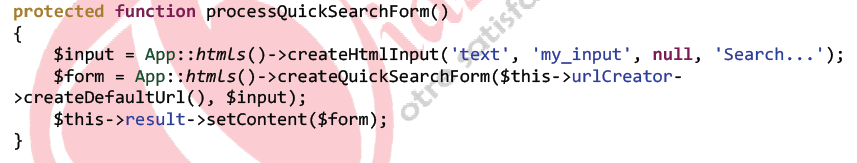 protected function processQuickSearchForm()
{
$input = App::htmls()->createHtmlInput('text', 'my_input', null, 'Search...');
$form = App::htmls()->createQuickSearchForm($this->urlCreator-
>createDefaultUrl(), $input);
$this->result->setContent($form);
}